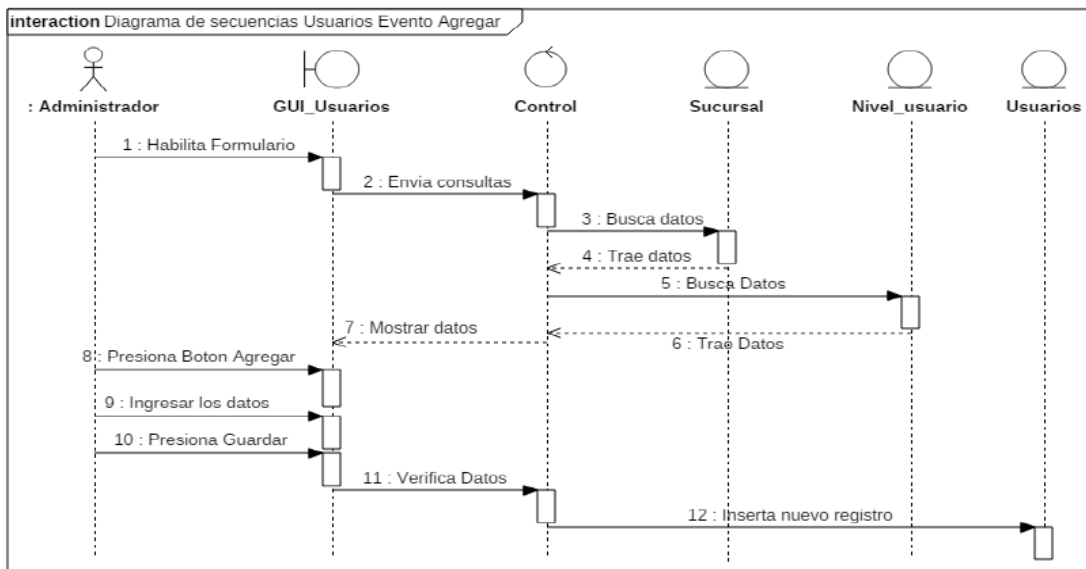 interaction Diagrama de secuencias Usuarios Evento Agregar
: Administrador
GUI_Usuarios
Control
Sucursal
Nivel_usuario
Usuarios
1 : Habilita Formulario
2 : Envia consultas
3 : Busca datos
4 : Trae datos
5 : Busca Datos
6 : Trae Datos
7 : Mostrar datos
8 : Presiona Boton Agregar
9 : Ingresar los datos
10 : Presiona Guardar
11 : Verifica Datos
12 : Inserta nuevo registro